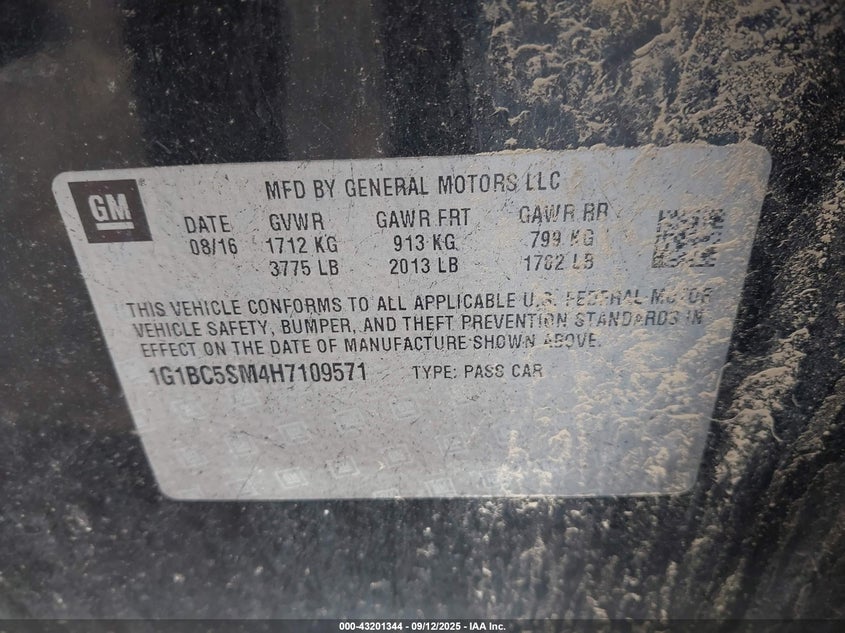 GM
MFD BY GENERAL MOTORS LLC
DATE GVWR GAWR FRT GAWR RR
08/16 1712 KG 913 KG 799 KG
3775 LB 2013 LB 1762 LB
THIS VEHICLE CONFORMS TO ALL APPLICABLE U.S. FEDERAL MOTOR
VEHICLE SAFETY, BUMPER, AND THEFT PREVENTION STANDARDS IN
EFFECT ON THE DATE OF MANUFACTURE SHOWN ABOVE.
1G1BC5SM4H7109571 TYPE: PASS CAR
000-43201344 - 09/12/2025 - IAA Inc.